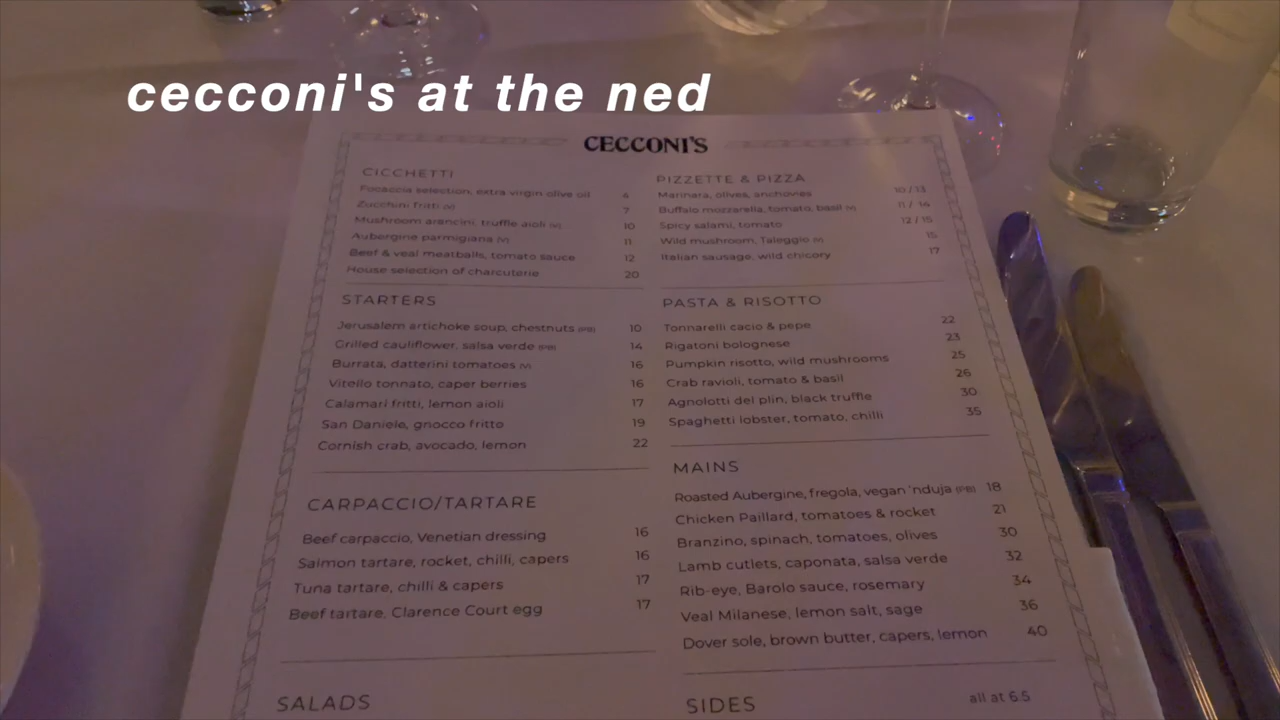 cecconi's at the ned
CECCONI'S
CICCHETTI
Focaccia selection, extra virgin olive oil 4
Zucchini frati (v) 7
Mushroom arancini, truffle aioli (v) 10
Aubergine parmigiana (v) 11
Beef & veal meatballs, tomato sauce 12
House selection of charcuterie 20
STARTERS
Jerusalem artichoke soup, chestnuts (PB) 10
Grilled cauliflower, salsa verde (PB) 14
Burrata, datterini tomatoes (v) 16
Vitello tonnato, caper berries 16
Calamari fritti, lemon aioli 17
San Daniele, gnocco fritto 19
Cornish crab, avocado, lemon 22
CARPACCIO/TARTARE
Beef carpaccio, Venetian dressing 16
Salmon tartare, rocket, chilli, capers 16
Tuna tartare, chilli & capers 17
Beef tartare, Clarence Court egg 17
SALADS
PIZZETTE & PIZZA
Marinara, olives, anchovies 10 / 13
Buffalo mozzarella, tomato, basil (v) 11 / 14
Spicy salami, tomato 12 / 15
Wild mushroom, Taleggio (v) 15
Italian sausage, wild chicory 17
PASTA & RISOTTO
Tonnarelli cacio & pepe 22
Rigatoni bolognese 23
Pumpkin risotto, wild mushrooms 25
Crab ravioli, tomato & basil 26
Agnolotti del plin, black truffle 30
Spaghetti lobster, tomato, chilli 35
MAINS
Roasted Aubergine, fregola, vegan 'nduja (PB) 18
Chicken Paillard, tomatoes & rocket 21
Branzino, spinach, tomatoes, olives 30
Lamb cutlets, caponata, salsa verde 32
Rib-eye, Barolo sauce, rosemary 34
Veal Milanese, lemon salt, sage 36
Dover sole, brown butter, capers, lemon 40
SIDES all at 6.5